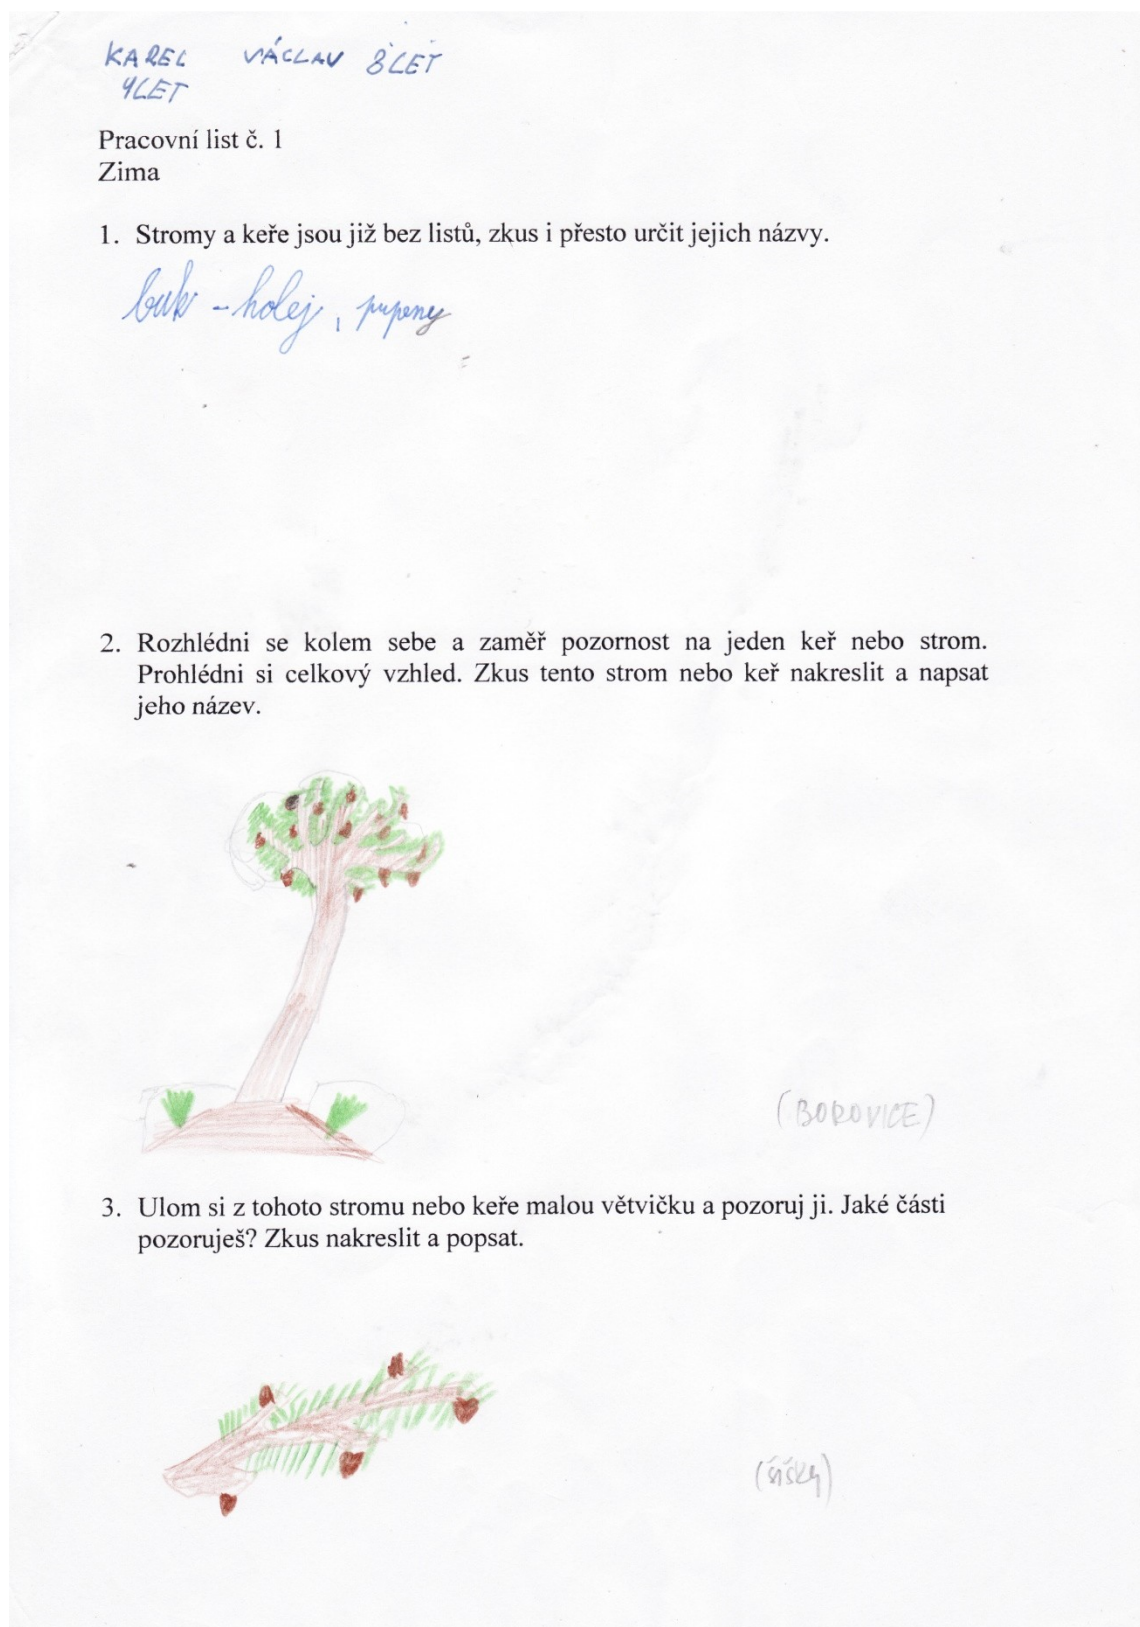 KAREL VÁCLAV 8LET
4LET
Pracovní list č. 1
Zima
1. Stromy a keře jsou již bez listů, zkus i přesto určit jejich názvy.
buk - holej, pupeny
2. Rozhlédni se kolem sebe a zaměř pozornost na jeden keř nebo strom.
Prohlédni si celkový vzhled. Zkus tento strom nebo keř nakreslit a napsat
jeho název.
(BOROVICE)
3. Ulom si z tohoto stromu nebo keře malou větvičku a pozoruj ji. Jaké části
pozoruješ? Zkus nakreslit a popsat.
(šišky)